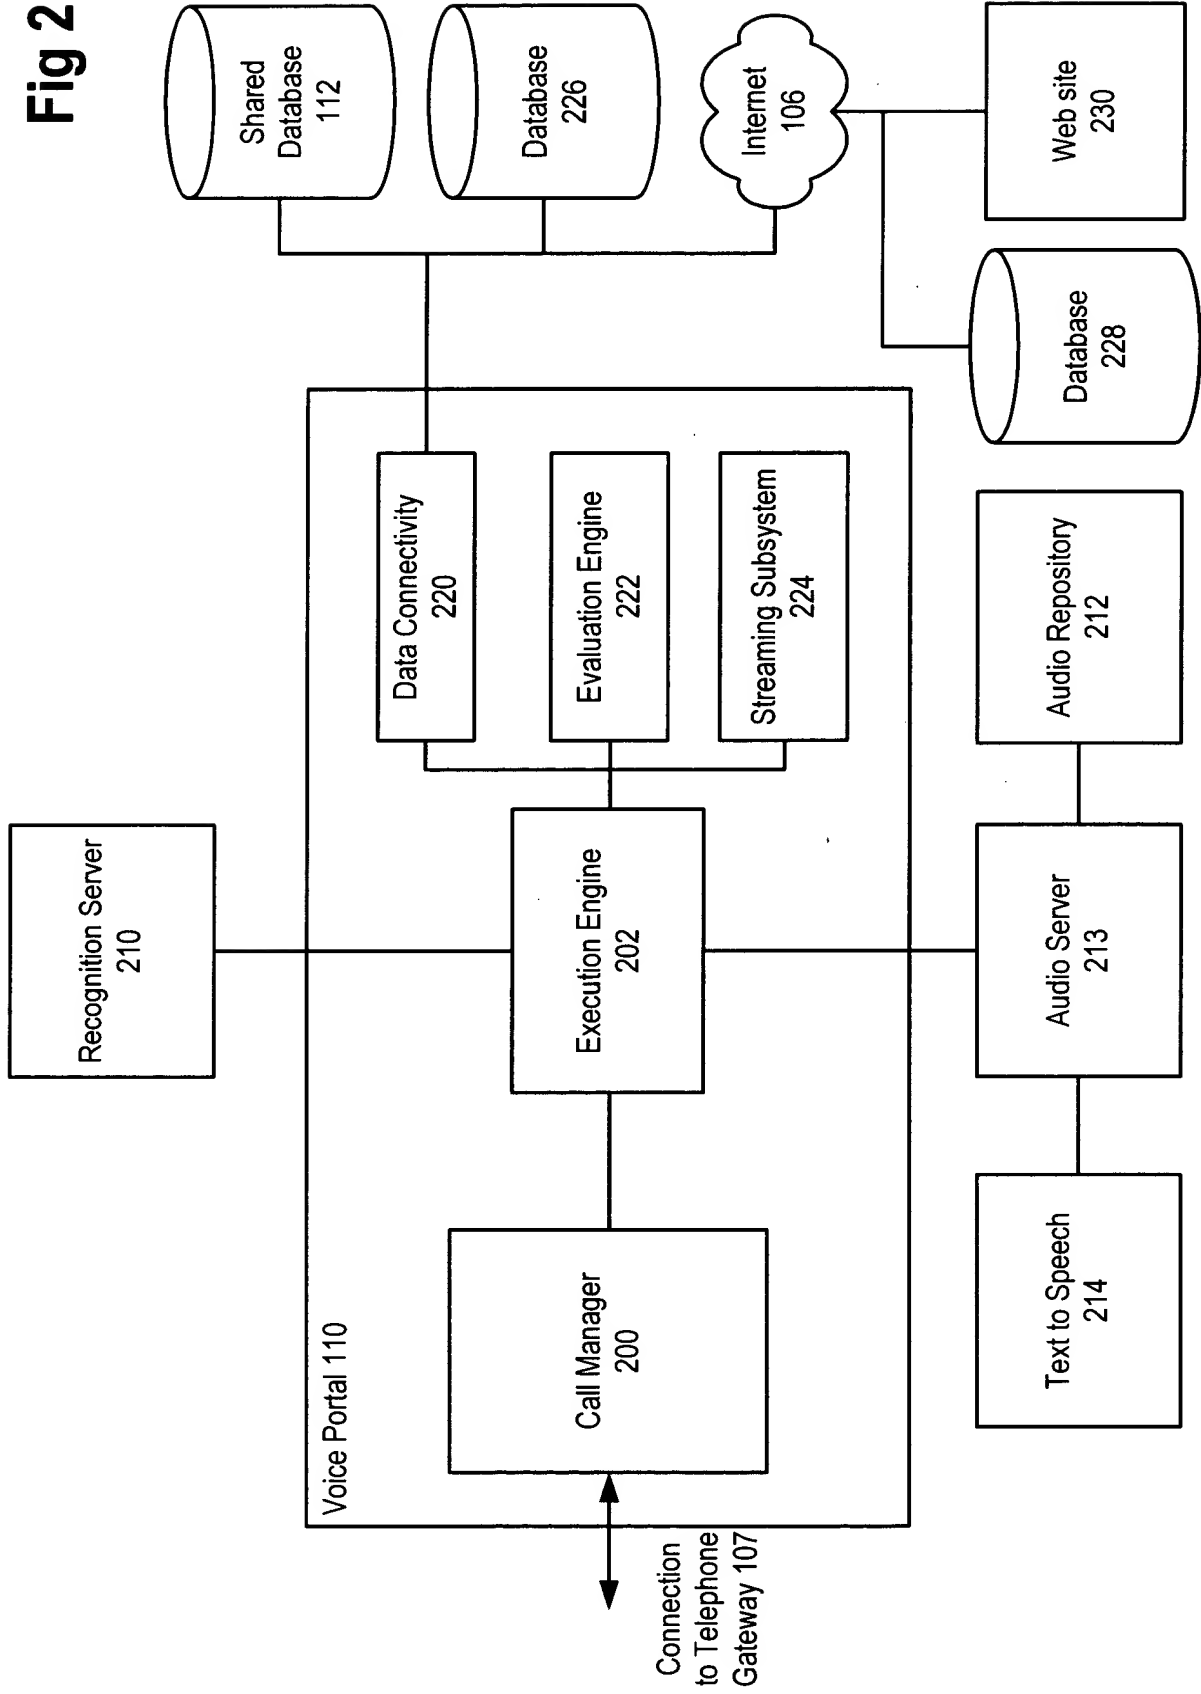 Fig 2
Recognition Server
210
Shared
Database
112
Database
226
Internet
106
Web site
230
Database
228
Voice Portal 110
Data Connectivity
220
Evaluation Engine
222
Streaming Subsystem
224
Execution Engine
202
Call Manager
200
Connection
to Telephone
Gateway 107
Text to Speech
214
Audio Server
213
Audio Repository
212